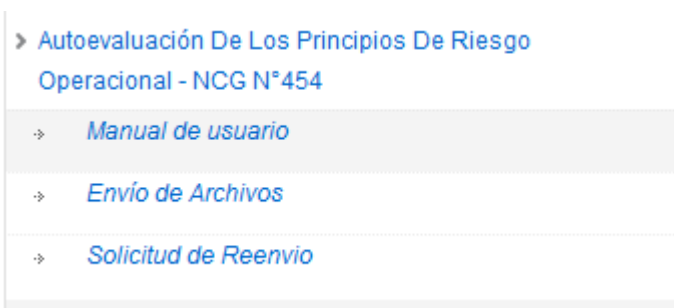 Autoevaluación De Los Principios De Riesgo
Operacional - NCG N°454
Manual de usuario
Envío de Archivos
Solicitud de Reenvio